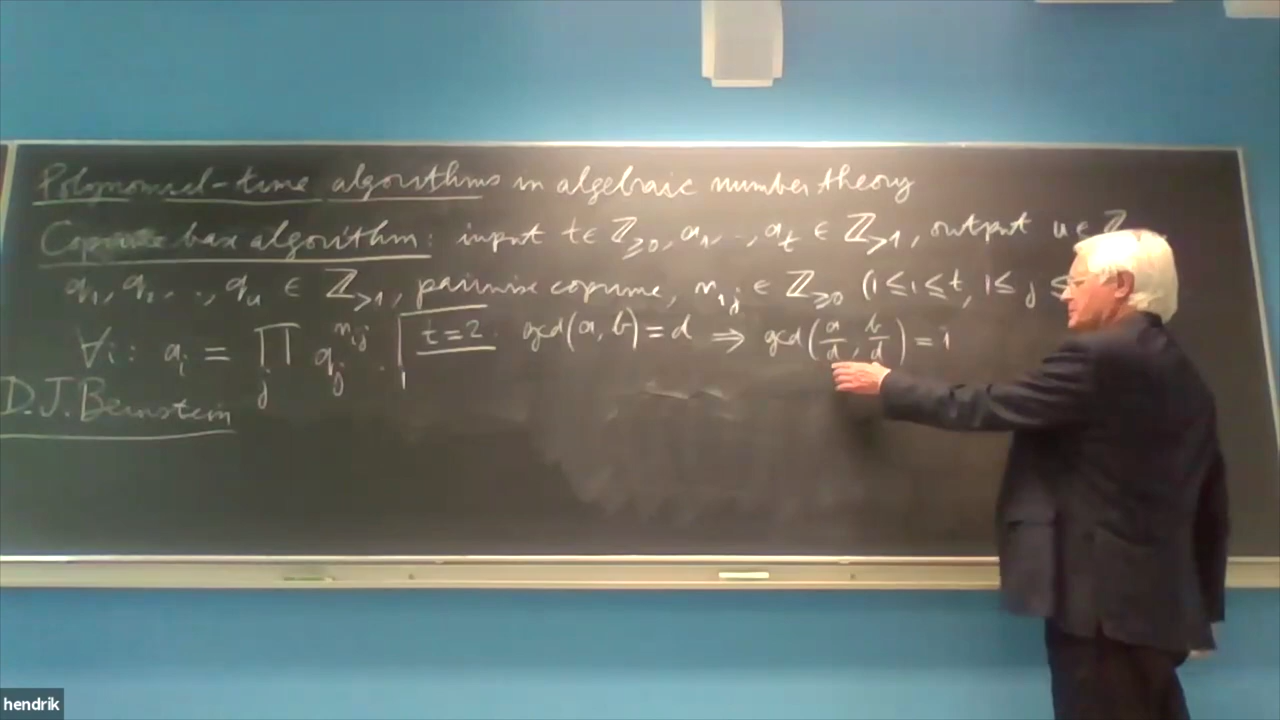 Polynomial-time algorithms in algebraic number theory
Coprime base algorithm: input t ∈ ℤ≥0, a₁, .., aₜ ∈ ℤ>1, output u ∈ ℤ
q₁, q₂, .., qᵤ ∈ ℤ>1, pairwise coprime, nᵢⱼ ∈ ℤ≥0 (1 ≤ i ≤ t, 1 ≤ j ≤
∀i: aᵢ = ∏ⱼ qⱼ^nᵢⱼ. t=2 gcd(a, b) = d ⇒ gcd(a/d, b/d) = 1
D.J. Bernstein
hendrik